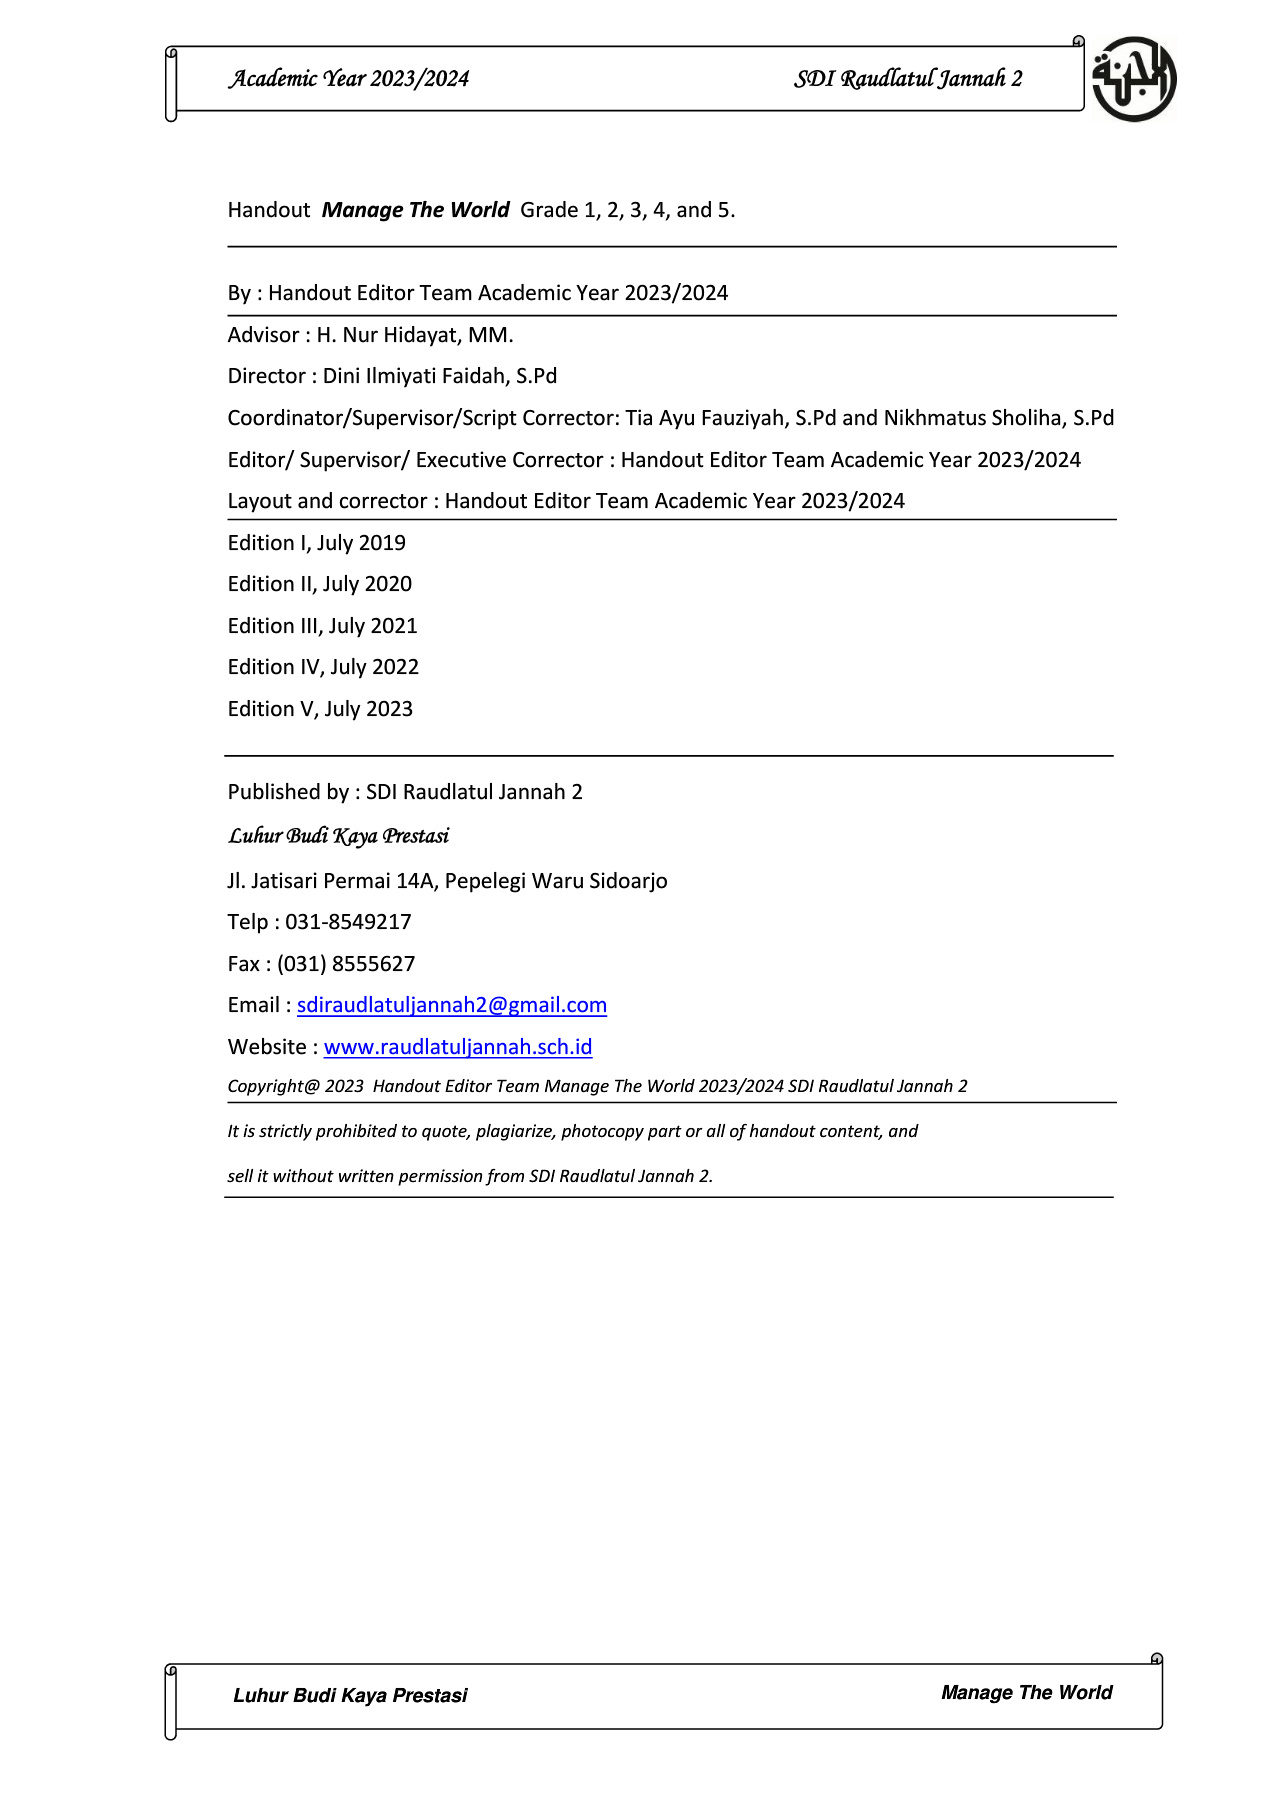 Academic Year 2023/2024 SDI Raudlatul Jannah 2
Handout Manage The World Grade 1, 2, 3, 4, and 5.
By : Handout Editor Team Academic Year 2023/2024
Advisor : H. Nur Hidayat, MM.
Director : Dini Ilmiyati Faidah, S.Pd
Coordinator/Supervisor/Script Corrector: Tia Ayu Fauziyah, S.Pd and Nikhmatus Sholiha, S.Pd
Editor/ Supervisor/ Executive Corrector : Handout Editor Team Academic Year 2023/2024
Layout and corrector : Handout Editor Team Academic Year 2023/2024
Edition I, July 2019
Edition II, July 2020
Edition III, July 2021
Edition IV, July 2022
Edition V, July 2023
Published by : SDI Raudlatul Jannah 2
Luhur Budi Kaya Prestasi
Jl. Jatisari Permai 14A, Pepelegi Waru Sidoarjo
Telp : 031-8549217
Fax : (031) 8555627
Email : sdiraudlatuljannah2@gmail.com
Website : www.raudlatuljannah.sch.id
Copyright@ 2023 Handout Editor Team Manage The World 2023/2024 SDI Raudlatul Jannah 2
It is strictly prohibited to quote, plagiarize, photocopy part or all of handout content, and
sell it without written permission from SDI Raudlatul Jannah 2.
Luhur Budi Kaya Prestasi Manage The World